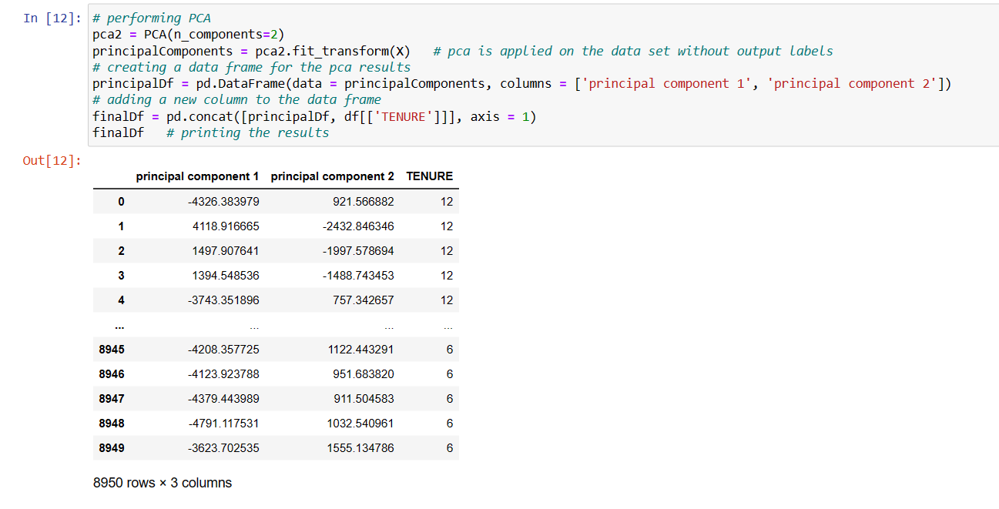 In [12]: # performing PCA
pca2 = PCA(n_components=2)
principalComponents = pca2.fit_transform(X)   # pca is applied on the data set without output labels
# creating a data frame for the pca results
principalDf = pd.DataFrame(data = principalComponents, columns = ['principal component 1', 'principal component 2'])
# adding a new column to the data frame
finalDf = pd.concat([principalDf, df[['TENURE']]], axis = 1)
finalDf   # printing the results
Out[12]:
principal component 1 principal component 2 TENURE
0 -4326.383979 921.566882 12
1 4118.916665 -2432.846346 12
2 1497.907641 -1997.578694 12
3 1394.548536 -1488.743453 12
4 -3743.351896 757.342657 12
... ... ... ...
8945 -4208.357725 1122.443291 6
8946 -4123.923788 951.683820 6
8947 -4379.443989 911.504583 6
8948 -4791.117531 1032.540961 6
8949 -3623.702535 1555.134786 6
8950 rows × 3 columns